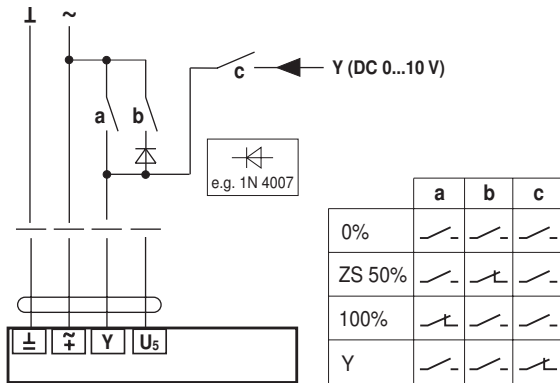 ⊥ ~
a b c Y (DC 0...10 V)
e.g. 1N 4007
a b c
0%
ZS 50%
100%
Y
⊥ ~+ Y U5